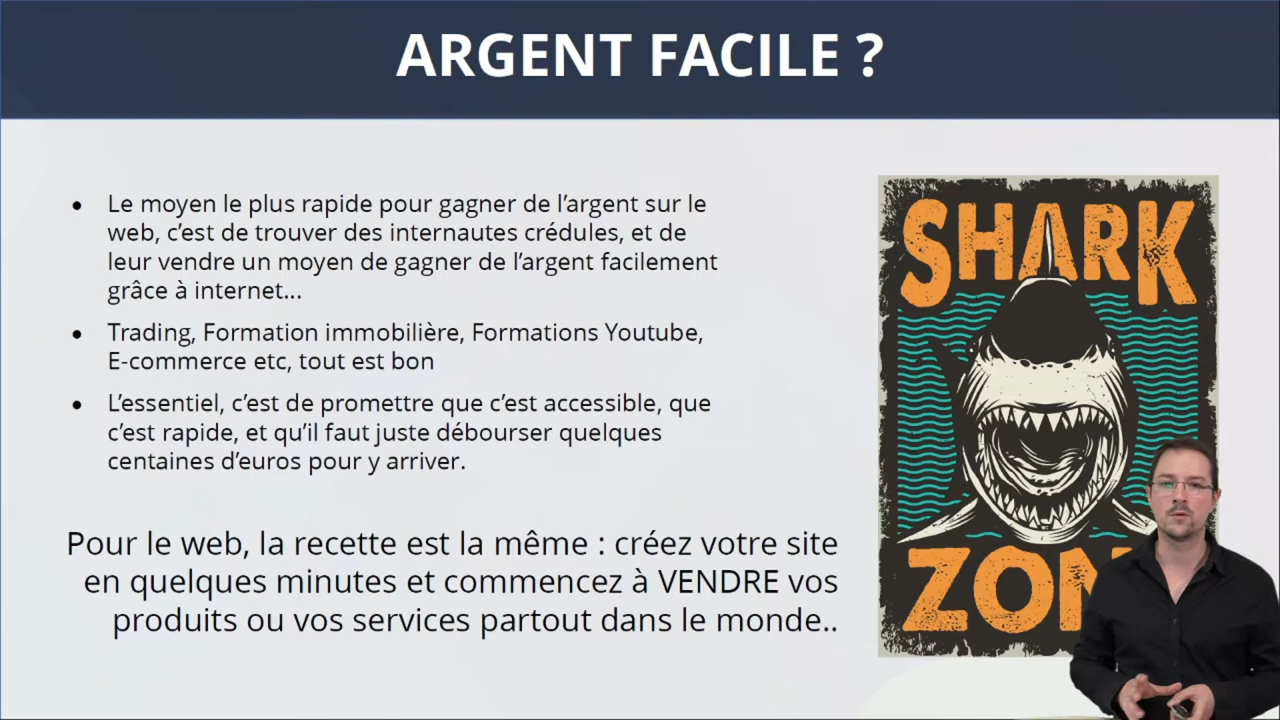 ARGENT FACILE ?
• Le moyen le plus rapide pour gagner de l’argent sur le
web, c’est de trouver des internautes crédules, et de
leur vendre un moyen de gagner de l’argent facilement
grâce à internet...
• Trading, Formation immobilière, Formations Youtube,
E-commerce etc, tout est bon
• L’essentiel, c’est de promettre que c’est accessible, que
c’est rapide, et qu’il faut juste débourser quelques
centaines d’euros pour y arriver.
Pour le web, la recette est la même : créez votre site
en quelques minutes et commencez à VENDRE vos
produits ou vos services partout dans le monde..
SHARK
ZON